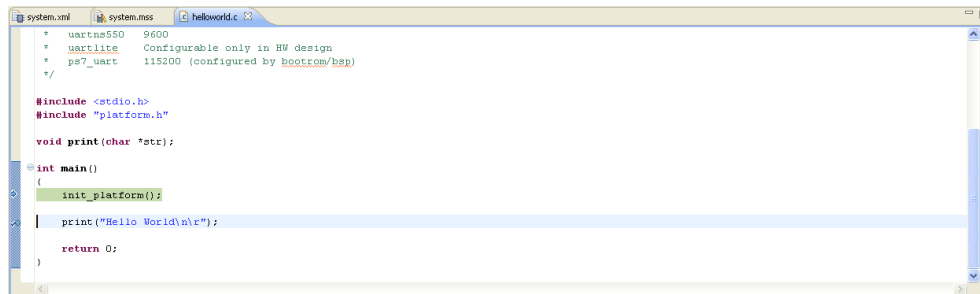 system.xml system.mss helloworld.c
* uartns550 9600
* uartlite Configurable only in HW design
* ps7_uart 115200 (configured by bootrom/bsp)
*/
#include <stdio.h>
#include "platform.h"
void print(char *str);
int main()
{
init_platform();
print("Hello World\n\r");
return 0;
}